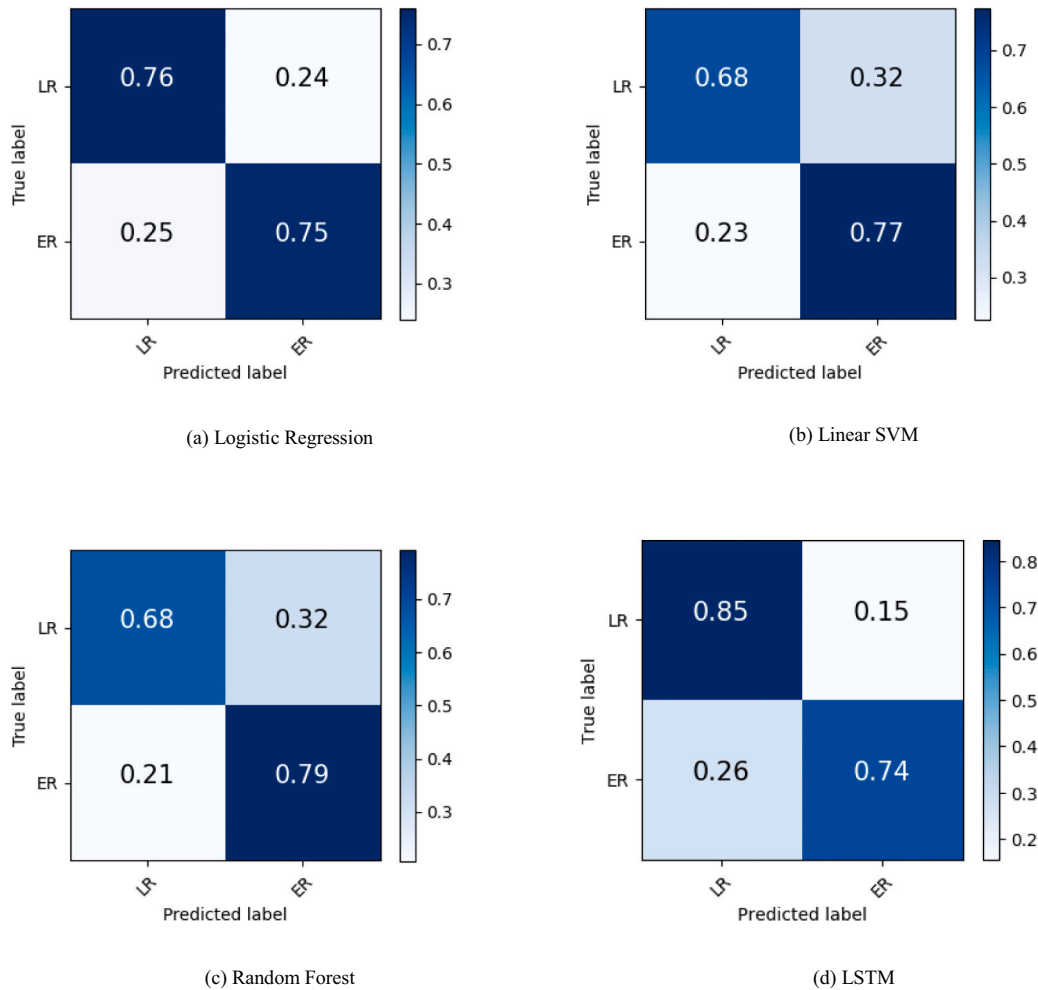 0.7
0.6
0.5
0.4
0.3
LR
ER
True label
0.76 0.24
0.25 0.75
LR ER
Predicted label
(a) Logistic Regression
0.7
0.6
0.5
0.4
0.3
LR
ER
True label
0.68 0.32
0.23 0.77
LR ER
Predicted label
(b) Linear SVM
0.7
0.6
0.5
0.4
0.3
LR
ER
True label
0.68 0.32
0.21 0.79
LR ER
Predicted label
(c) Random Forest
0.8
0.7
0.6
0.5
0.4
0.3
0.2
LR
ER
True label
0.85 0.15
0.26 0.74
LR ER
Predicted label
(d) LSTM